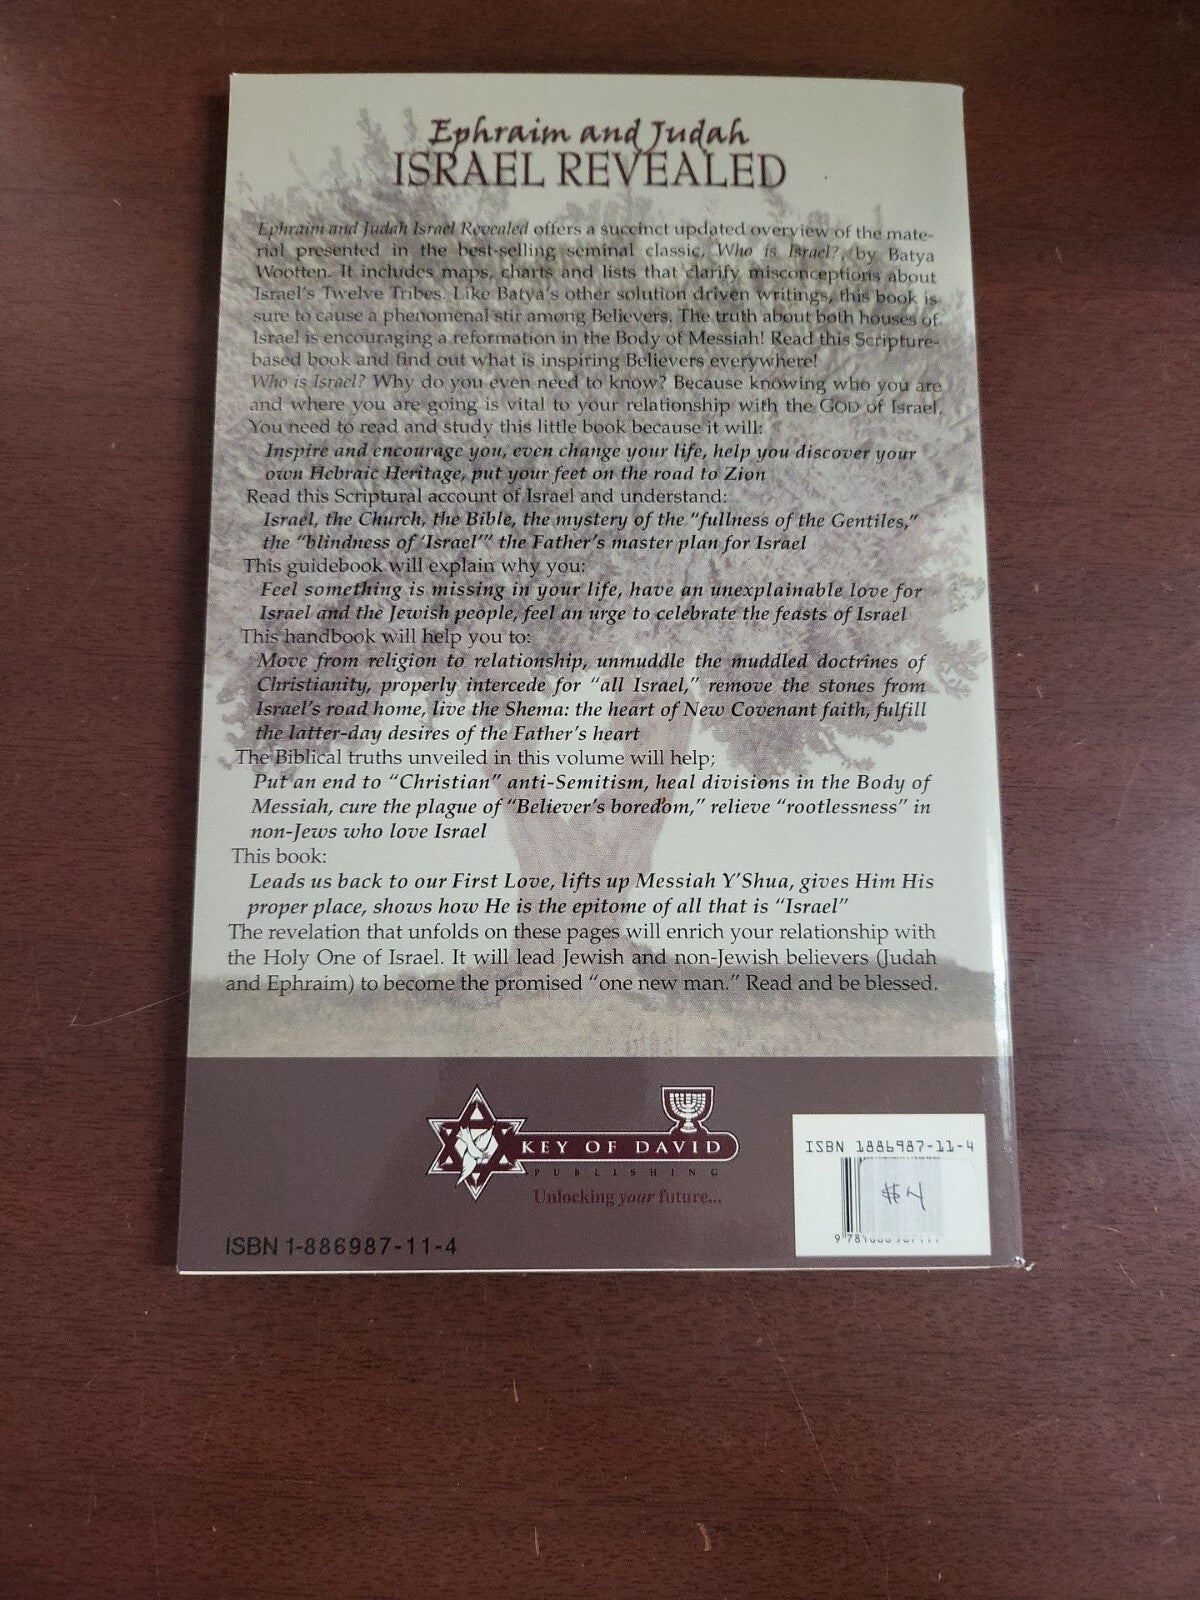 Ephraim and Judah
ISRAEL REVEALED
Ephraim and Judah Israel Revealed offers a succinct updated overview of the mate-
rial presented in the best-selling seminal classic, Who is Israel?, by Batya
Wootten. It includes maps, charts and lists that clarify misconceptions about
Israel's Twelve Tribes. Like Batya's other solution driven writings, this book is
sure to cause a phenomenal stir among Believers. The truth about both houses of
Israel is encouraging a reformation in the Body of Messiah! Read this Scripture-
based book and find out what is inspiring Believers everywhere!
Who is Israel? Why do you even need to know? Because knowing who you are
and where you are going is vital to your relationship with the GOD of Israel.
You need to read and study this little book because it will:
Inspire and encourage you, even change your life, help you discover your
own Hebraic Heritage, put your feet on the road to Zion
Read this Scriptural account of Israel and understand:
Israel, the Church, the Bible, the mystery of the "fullness of the Gentiles,"
the "blindness of 'Israel'" the Father's master plan for Israel
This guidebook will explain why you:
Feel something is missing in your life, have an unexplainable love for
Israel and the Jewish people, feel an urge to celebrate the feasts of Israel
This handbook will help you to:
Move from religion to relationship, unmuddle the muddled doctrines of
Christianity, properly intercede for "all Israel," remove the stones from
Israel's road home, live the Shema: the heart of New Covenant faith, fulfill
the latter-day desires of the Father's heart
The Biblical truths unveiled in this volume will help;
Put an end to "Christian" anti-Semitism, heal divisions in the Body of
Messiah, cure the plague of "Believer's boredom," relieve "rootlessness" in
non-Jews who love Israel
This book:
Leads us back to our First Love, lifts up Messiah Y'Shua, gives Him His
proper place, shows how He is the epitome of all that is "Israel"
The revelation that unfolds on these pages will enrich your relationship with
the Holy One of Israel. It will lead Jewish and non-Jewish believers (Judah
and Ephraim) to become the promised "one new man." Read and be blessed.
KEY OF DAVID
PUBLISHING
Unlocking your future...
ISBN 1-886987-11-4
ISBN 1886987-11-4
$4